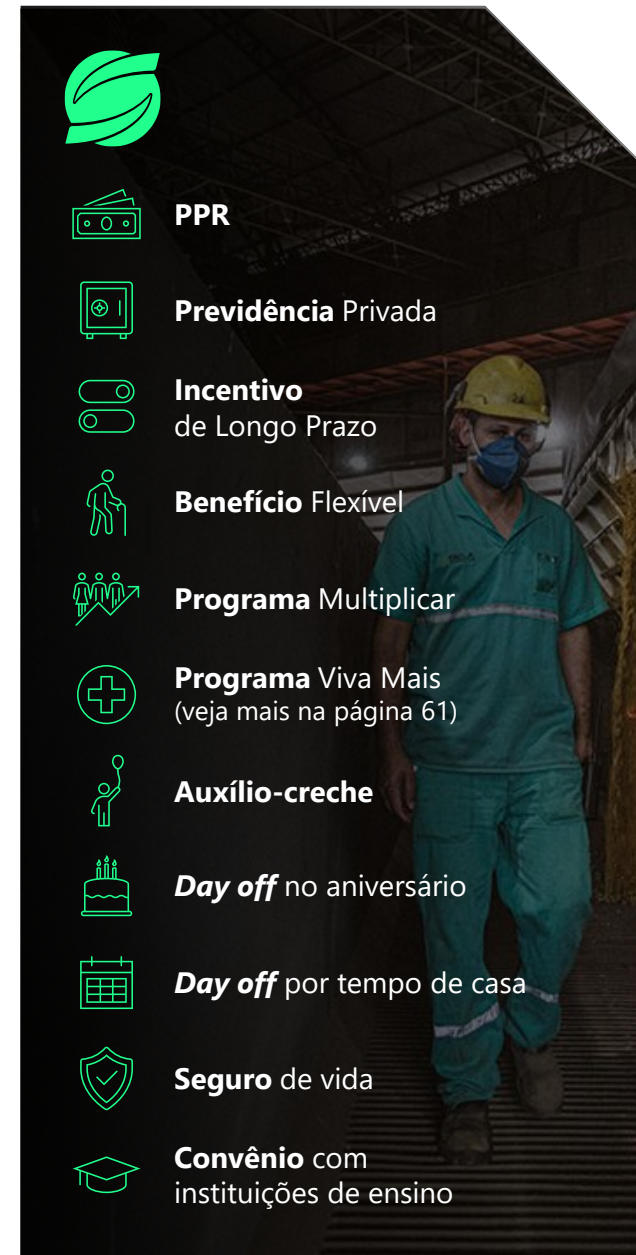 PPR
Previdência Privada
Incentivo
de Longo Prazo
Benefício Flexível
Programa Multiplicar
Programa Viva Mais
(veja mais na página 61)
Auxílio-creche
Day off no aniversário
Day off por tempo de casa
Seguro de vida
Convênio com
instituições de ensino